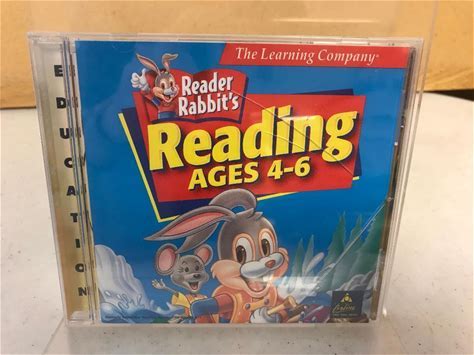 EDUCATION
The Learning Company®
Reader
Rabbit's
Reading
AGES 4-6